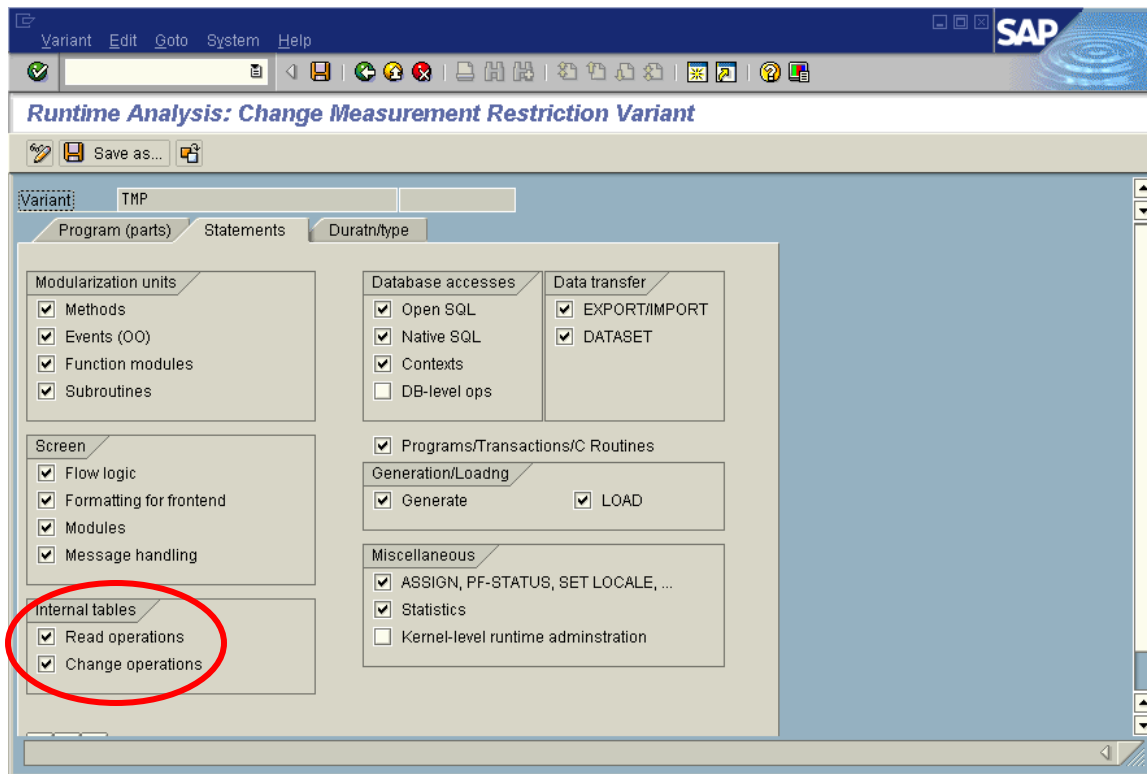 Variant Edit Goto System Help
SAP
Runtime Analysis: Change Measurement Restriction Variant
Save as...
Variant TMP
Program (parts) Statements Duratn/type
Modularization units
Methods
Events (OO)
Function modules
Subroutines
Database accesses
Open SQL
Native SQL
Contexts
DB-level ops
Data transfer
EXPORT/IMPORT
DATASET
Screen
Flow logic
Formatting for frontend
Modules
Message handling
Programs/Transactions/C Routines
Generation/Loadng
Generate LOAD
Internal tables
Read operations
Change operations
Miscellaneous
ASSIGN, PF-STATUS, SET LOCALE, ...
Statistics
Kernel-level runtime adminstration